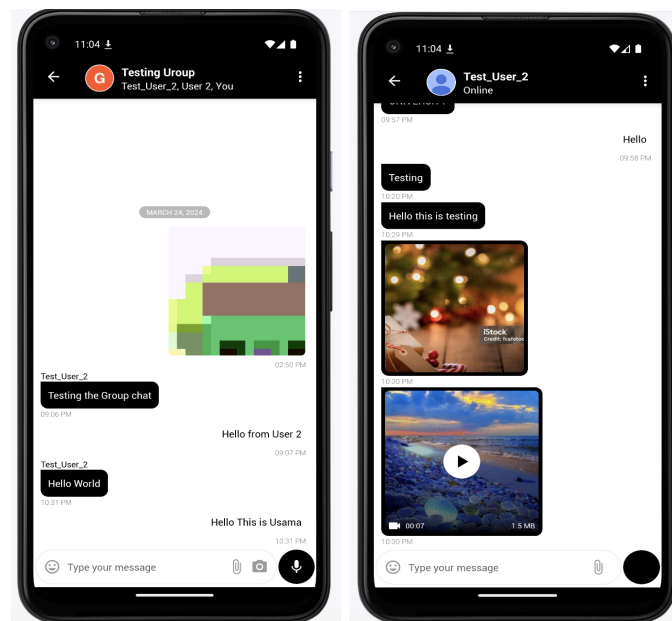 11:04
G
Testing Group
Test_User_2, User 2, You
MARCH 24, 2024
02:50 PM
Test_User_2
Testing the Group chat
09:06 PM
Hello from User 2
09:07 PM
Test_User_2
Hello World
10:31 PM
Hello This is Usama
10:31 PM
Type your message
11:04
Test_User_2
Online
09:57 PM
Hello
09:58 PM
Testing
10:20 PM
Hello this is testing
10:29 PM
iStock
Credit: fcafotodi
10:30 PM
00:07 1.5 MB
10:30 PM
Type your message